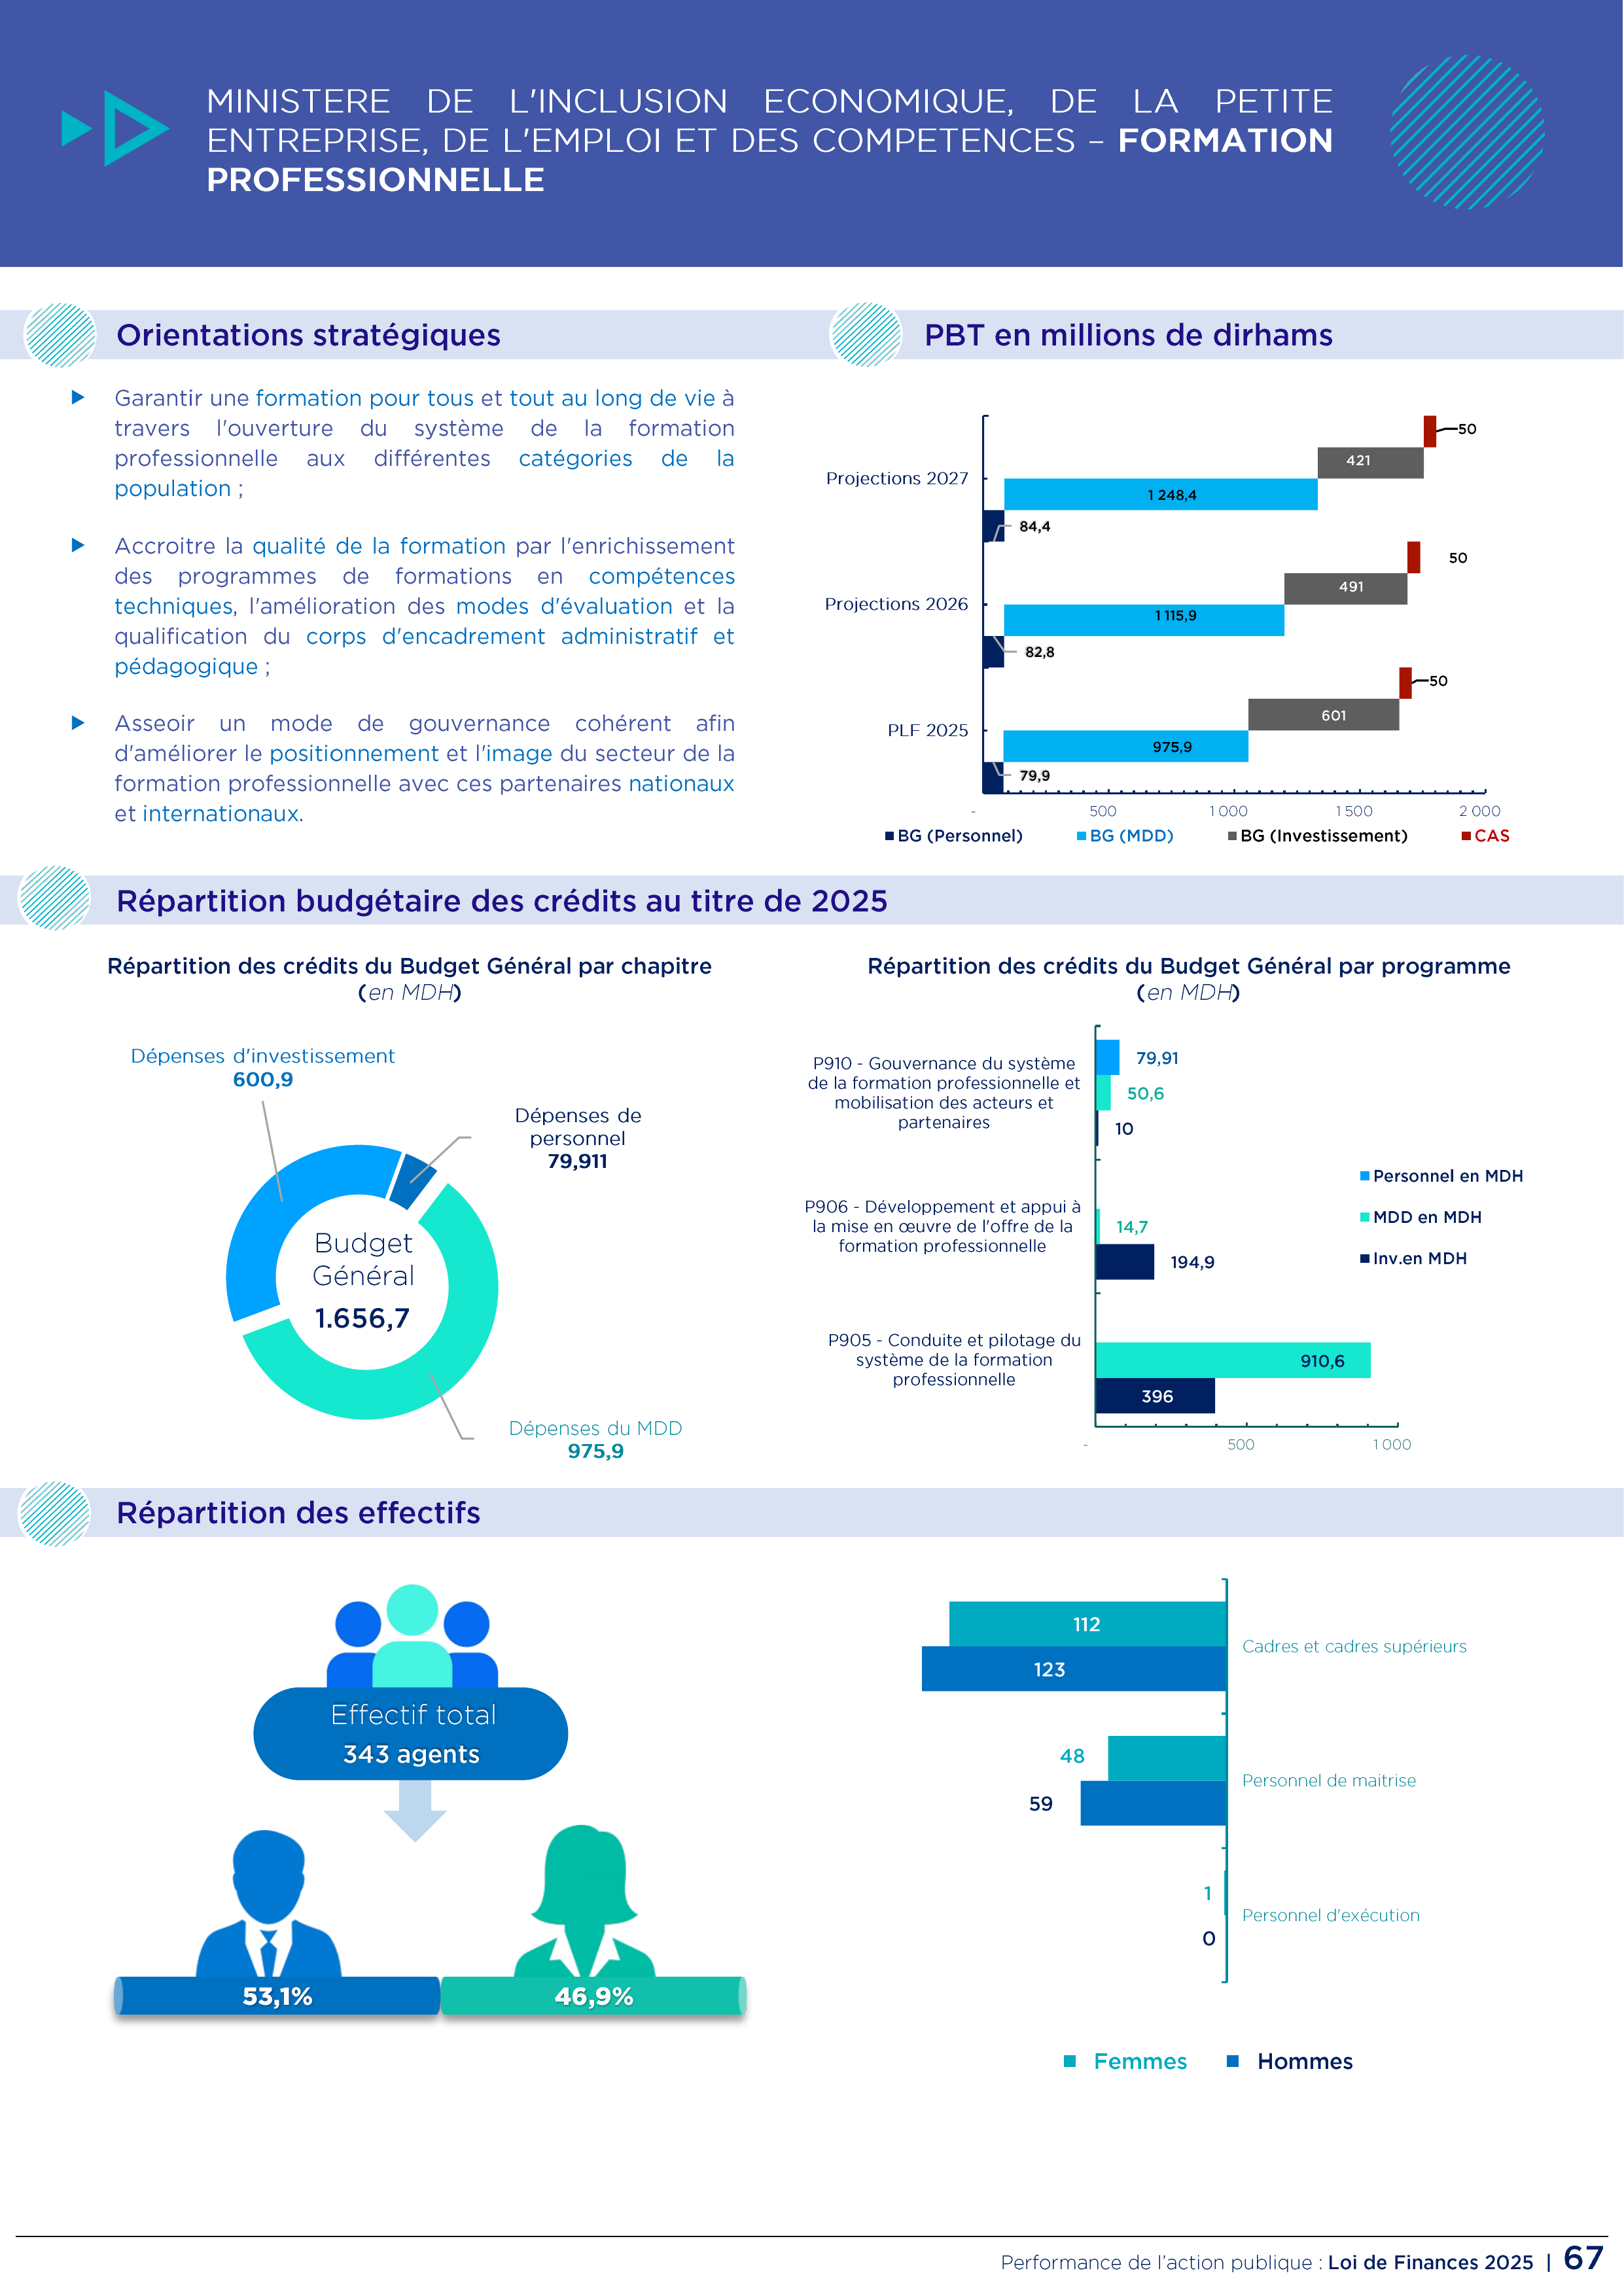 MINISTERE DE L'INCLUSION ECONOMIQUE, DE LA PETITE
ENTREPRISE, DE L'EMPLOI ET DES COMPETENCES – FORMATION
PROFESSIONNELLE
Orientations stratégiques
Garantir une formation pour tous et tout au long de vie à
travers l'ouverture du système de la formation
professionnelle aux différentes catégories de la
population ;
Accroitre la qualité de la formation par l'enrichissement
des programmes de formations en compétences
techniques, l'amélioration des modes d'évaluation et la
qualification du corps d'encadrement administratif et
pédagogique ;
Asseoir un mode de gouvernance cohérent afin
d'améliorer le positionnement et l'image du secteur de la
formation professionnelle avec ces partenaires nationaux
et internationaux.
PBT en millions de dirhams
50
421
Projections 2027
1 248,4
84,4
50
491
Projections 2026
1 115,9
82,8
50
601
PLF 2025
975,9
79,9
- 500 1 000 1 500 2 000
BG (Personnel) BG (MDD) BG (Investissement) CAS
Répartition budgétaire des crédits au titre de 2025
Répartition des crédits du Budget Général par chapitre
(en MDH)
Dépenses d'investissement
600,9
Dépenses de
personnel
79,911
Budget
Général
1.656,7
Dépenses du MDD
975,9
Répartition des crédits du Budget Général par programme
(en MDH)
P910 - Gouvernance du système
de la formation professionnelle et
mobilisation des acteurs et
partenaires
79,91
50,6
10
P906 - Développement et appui à
la mise en œuvre de l'offre de la
formation professionnelle
14,7
194,9
P905 - Conduite et pilotage du
système de la formation
professionnelle
910,6
396
- 500 1 000
Personnel en MDH
MDD en MDH
Inv.en MDH
Répartition des effectifs
Effectif total
343 agents
53,1%
46,9%
112
123
Cadres et cadres supérieurs
48
59
Personnel de maitrise
1
0
Personnel d'exécution
Femmes Hommes
Performance de l'action publique : Loi de Finances 2025 | 67